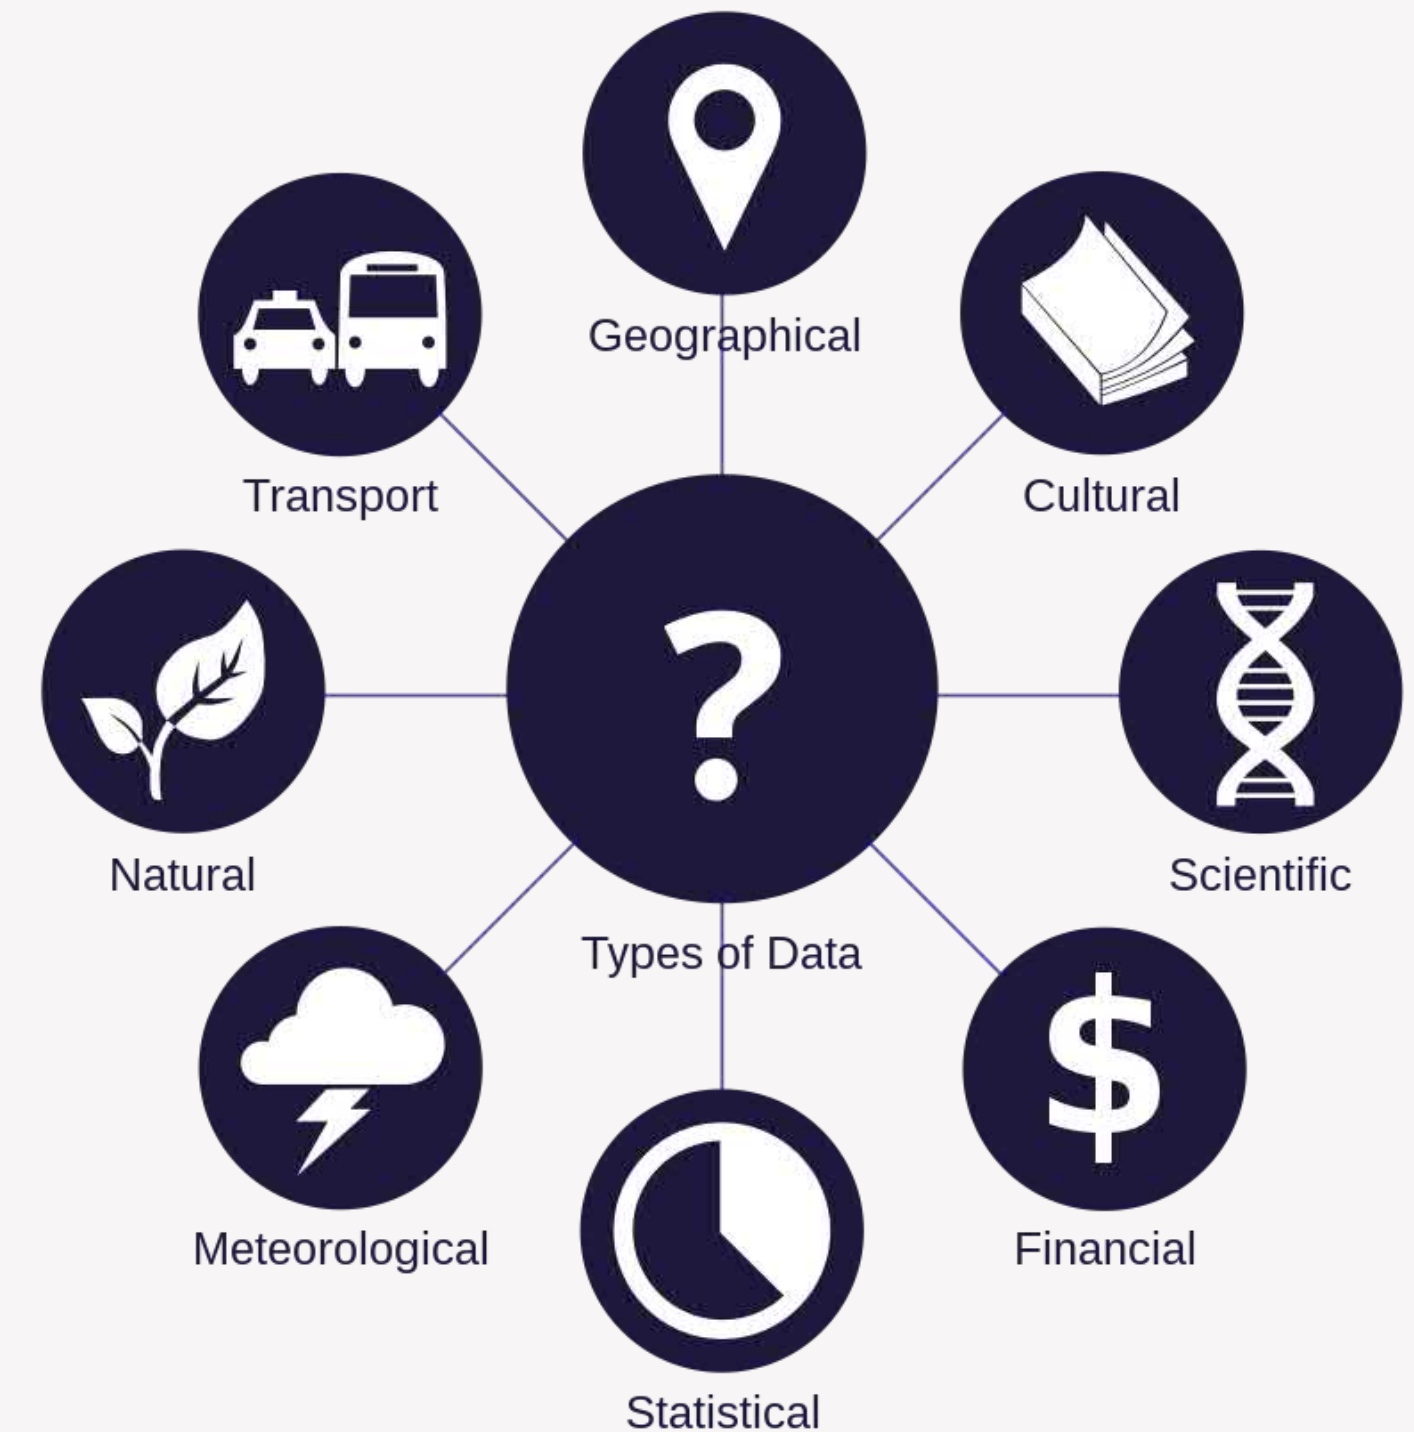 Geographical
Transport
Cultural
?
Natural
Scientific
Types of Data
$
Meteorological
Financial
Statistical